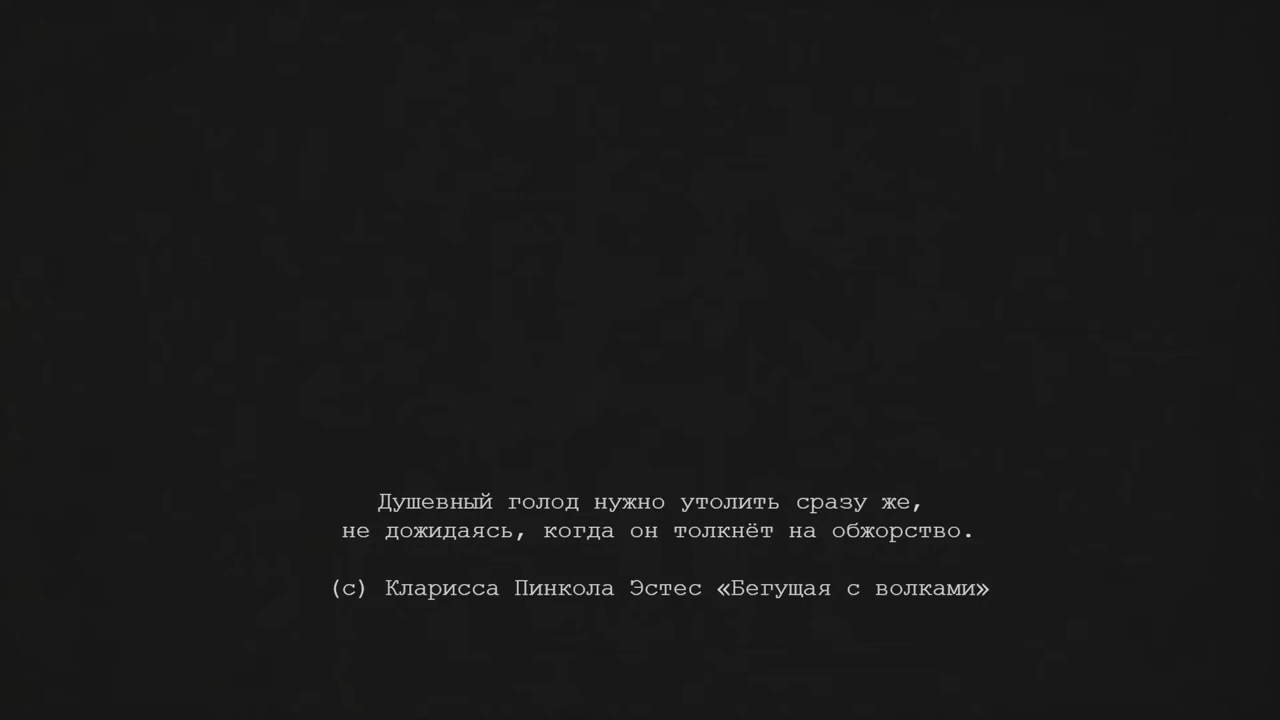 Душевный голод нужно утолить сразу же,
не дожидаясь, когда он толкнёт на обжорство.
(с) Кларисса Пинкола Эстес «Бегущая с волками»